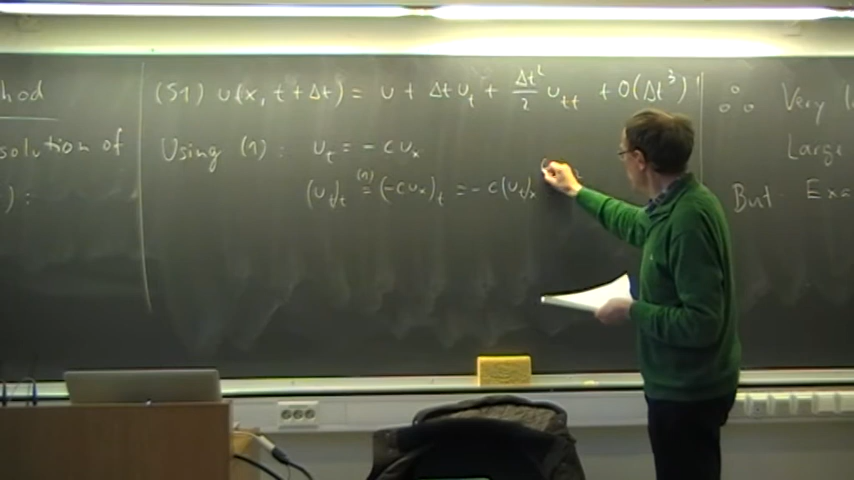 hod
solution of
):
(S1) u(x, t + Δt) = u + Δt u_t + Δt²/2 u_tt + O(Δt³)
Using (1): u_t = - c u_x
(u_t)_t (1)= (-c u_x)_t = - c (u_t)_x
∴ Very
Large
But Exa